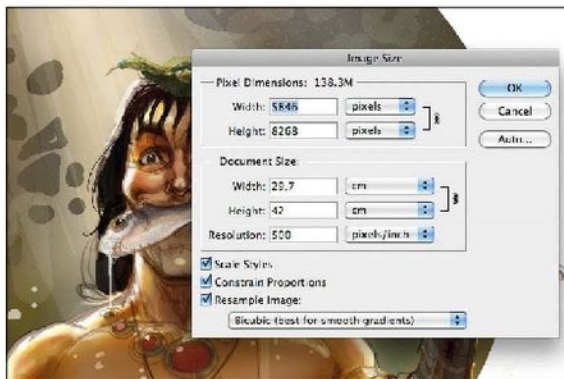 Image Size
Pixel Dimensions: 138.3M
Width: 5846 pixels
Height: 8268 pixels
OK
Cancel
Auto...
Document Size:
Width: 29.7 cm
Height: 42 cm
Resolution: 500 pixels/inch
Scale Styles
Constrain Proportions
Resample Image:
Bicubic (best for smooth gradients)